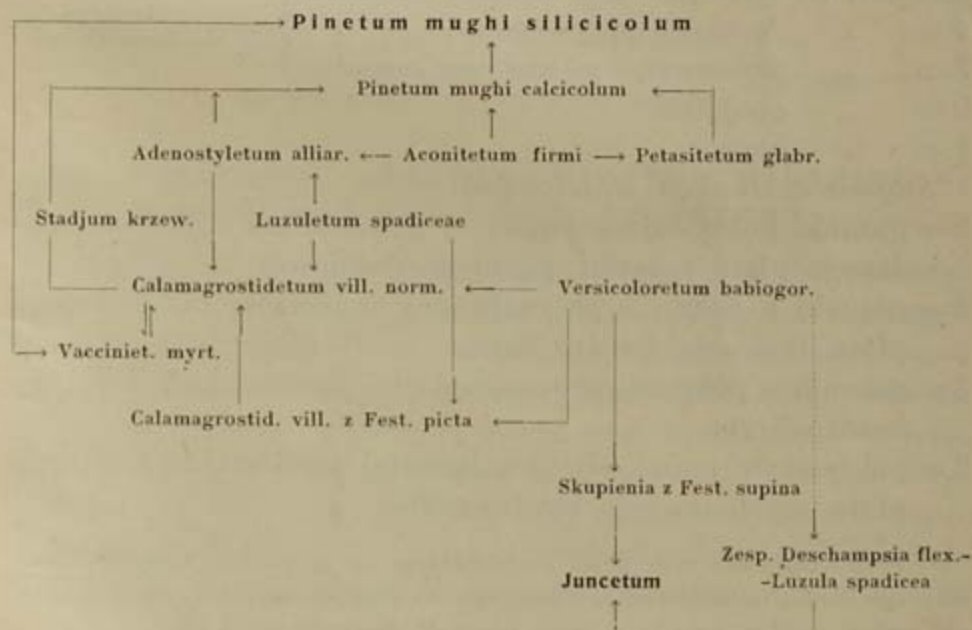 Pinetum mughi silicicolum
Pinetum mughi calcicolum
Adenostyletum alliar. Aconitetum firmi Petasitetum glabr.
Stadjum krzew. Luzuletum spadiceae
Calamagrostidetum vill. norm. Versicoloretum babiogor.
Vacciniet. myrt.
Calamagrostid. vill. z Fest. picta
Skupienia z Fest. supina
Zesp. Deschampsia flex.-
Juncetum -Luzula spadicea